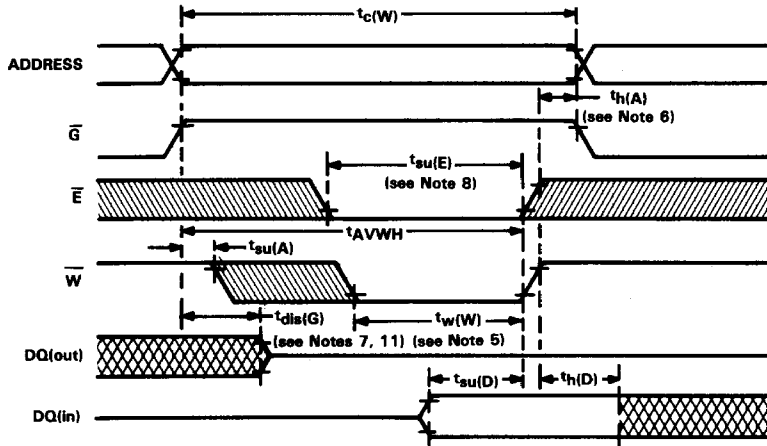 tc(W)
ADDRESS
th(A)
(see Note 6)
G
tsu(E)
(see Note 8)
E
tAVWH
tsu(A)
W
tdis(G)
tw(W)
(see Notes 7, 11) (see Note 5)
DQ(out)
tsu(D)
th(D)
DQ(in)